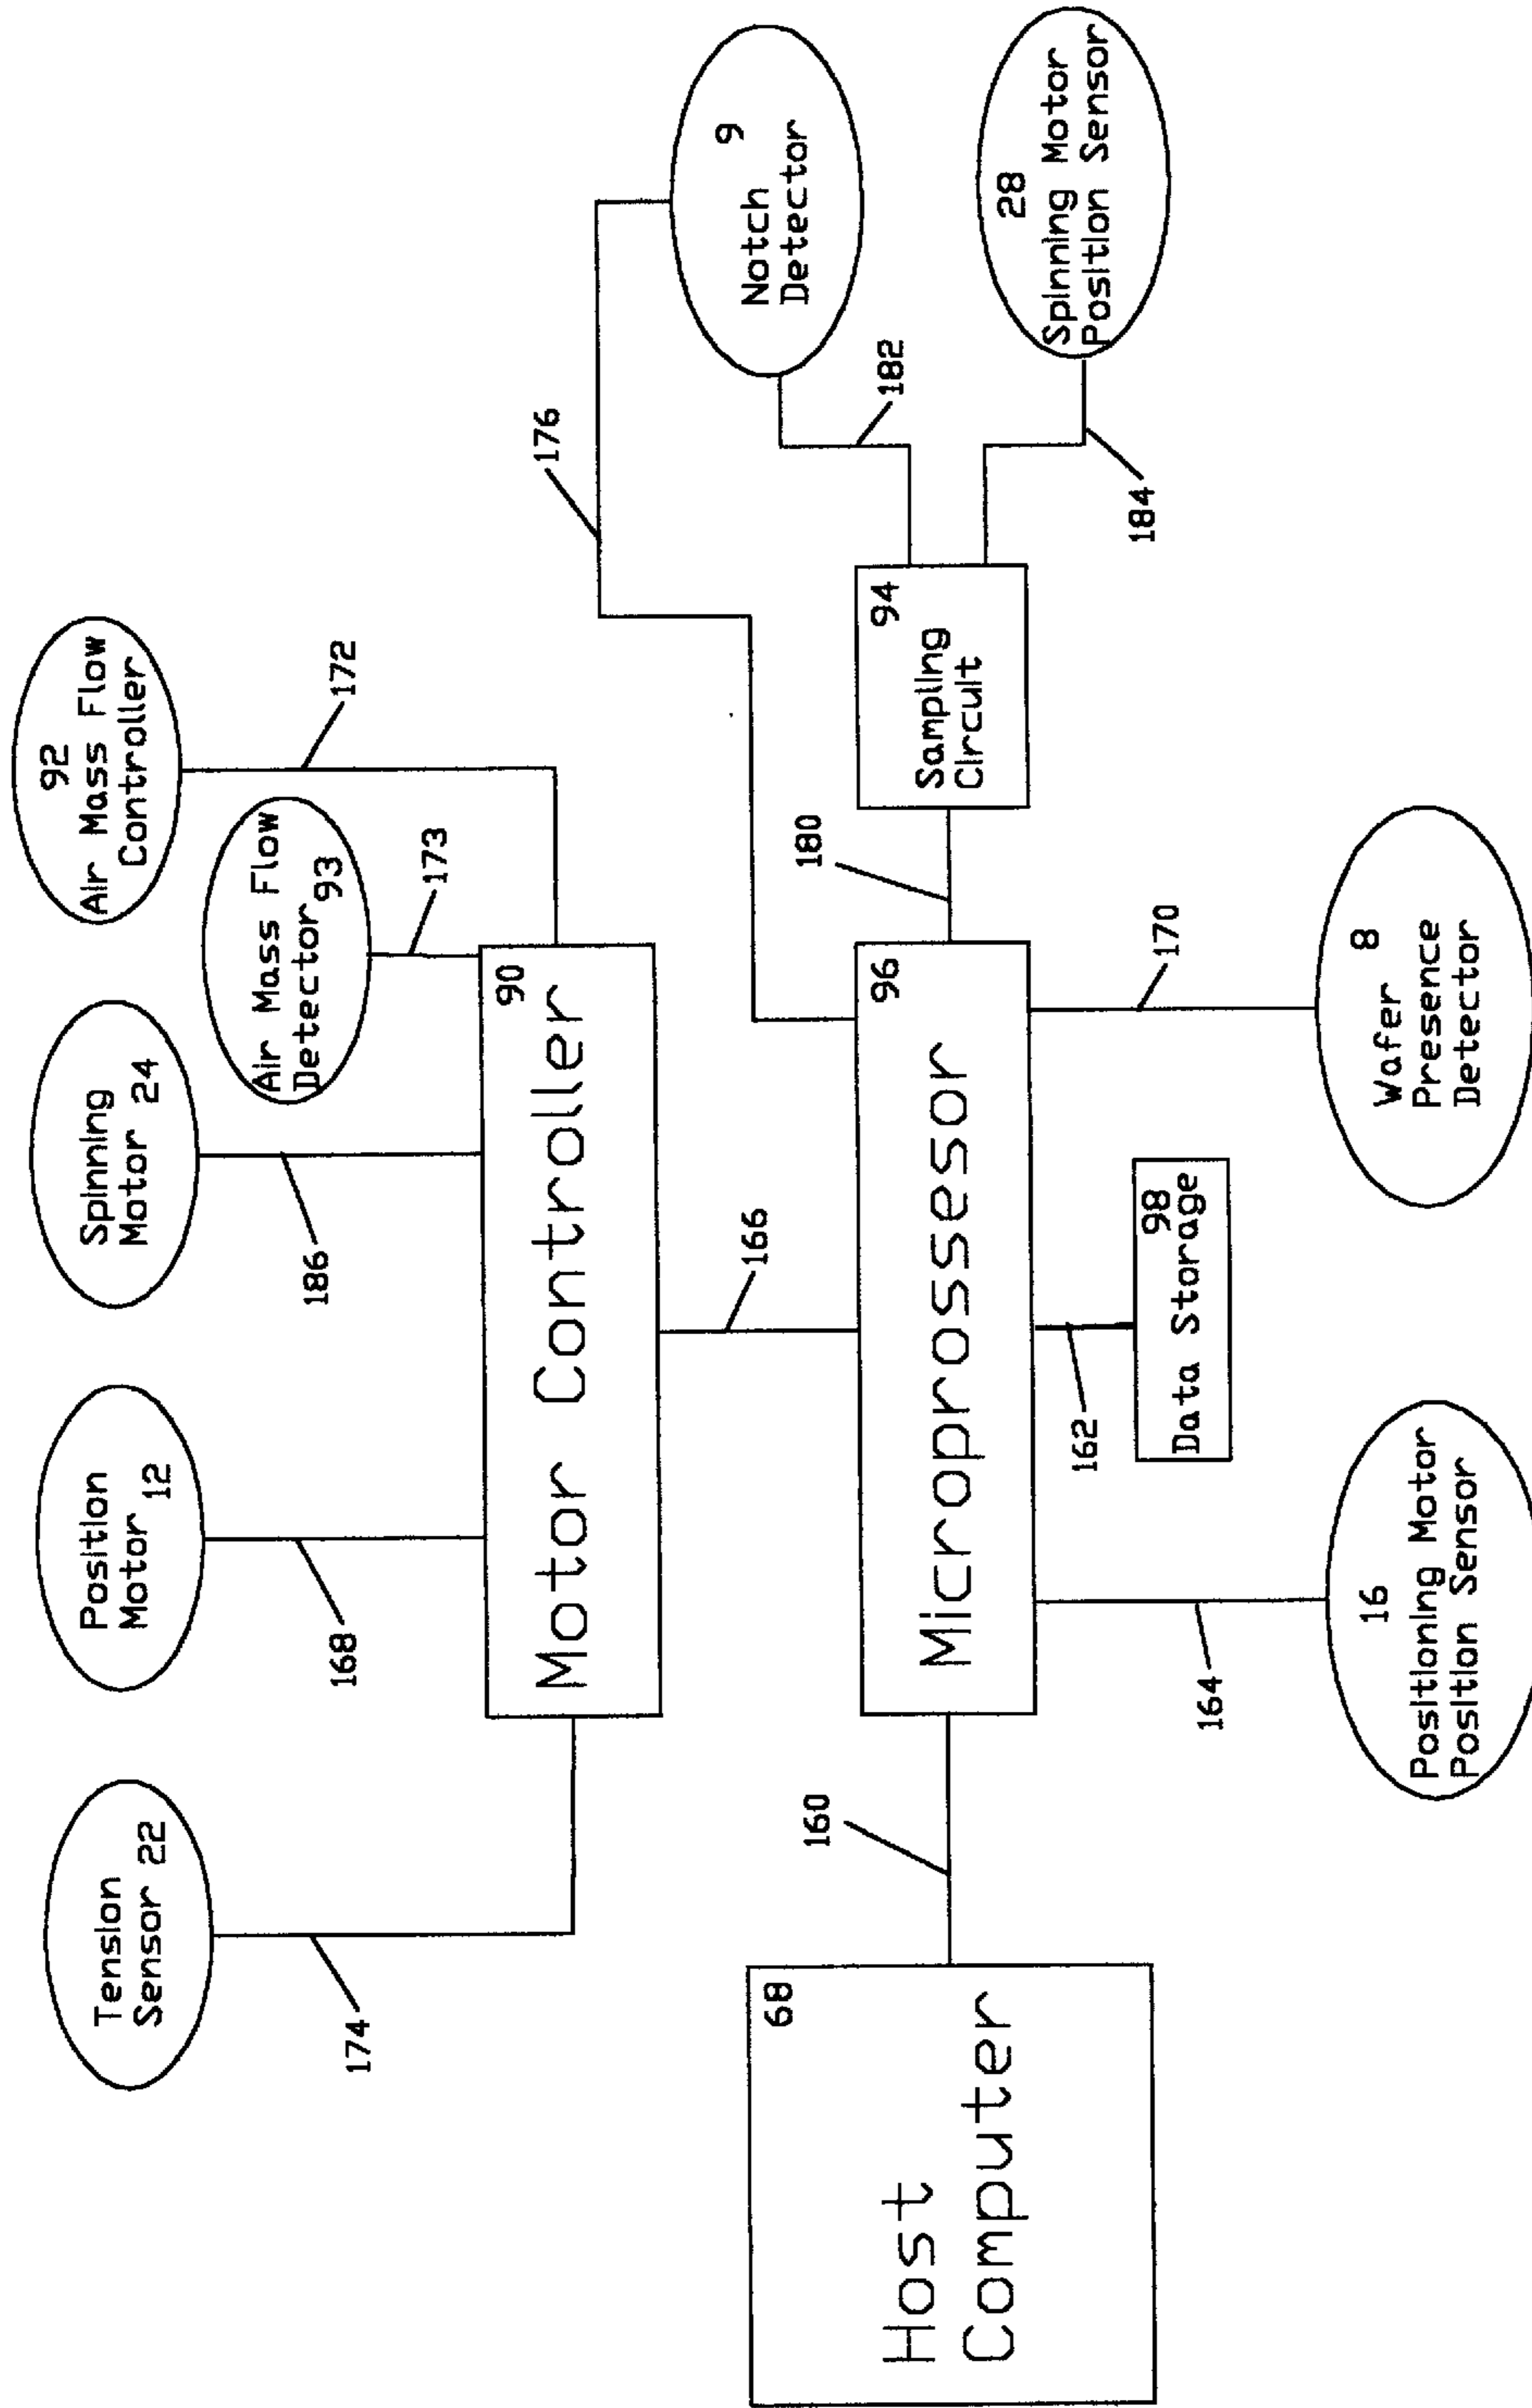 Tension
Sensor 22
Position
Motor 12
Spinning
Motor 24
92
Air Mass Flow
Controller
Air Mass Flow
Detector 93
174
168
186
173
172
90
Motor Controller
176
9
Notch
Detector
166
182
68
Host
Computer
160
96
Microprossesor
180
94
Sampling
Circuit
28
Spinning Motor
Position Sensor
184
164
162
170
98
Data Storage
16
Positioning Motor
Position Sensor
8
Wafer
Presence
Detector